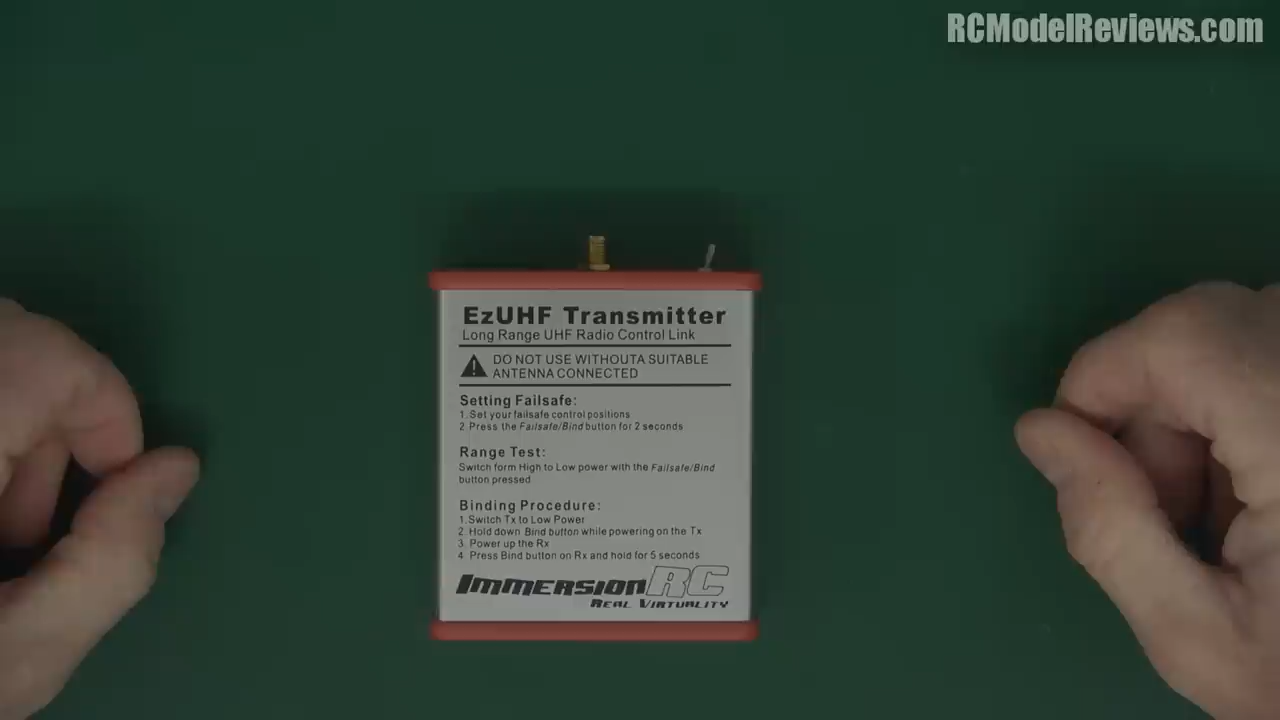 RCModelReviews.com
EzUHF Transmitter
Long Range UHF Radio Control Link
DO NOT USE WITHOUTA SUITABLE
ANTENNA CONNECTED
Setting Failsafe:
1. Set your failsafe control positions
2. Press the Failsafe/Bind button for 2 seconds
Range Test:
Switch form High to Low power with the Failsafe/Bind
button pressed
Binding Procedure:
1. Switch Tx to Low Power
2. Hold down Bind button while powering on the Tx
3. Power up the Rx
4. Press Bind button on Rx and hold for 5 seconds
IMMERSIONRC
REAL VIRTUALITY